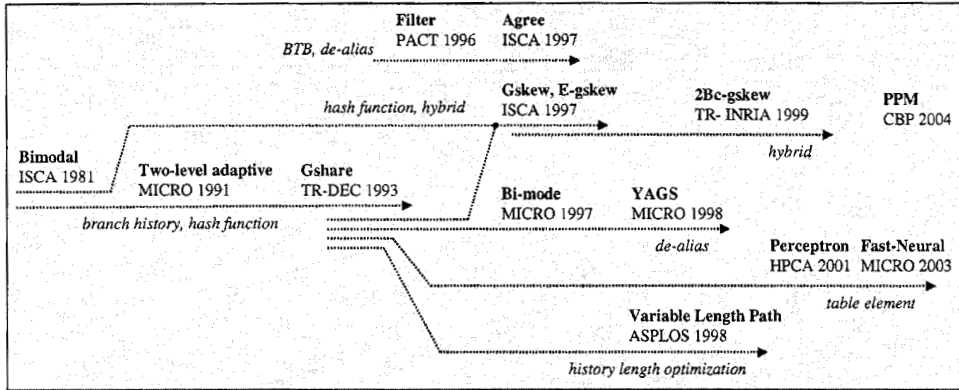 Filter
PACT 1996
Agree
ISCA 1997
BTB, de-alias
Gskew, E-gskew
ISCA 1997
hash function, hybrid
2Bc-gskew
TR- INRIA 1999
hybrid
PPM
CBP 2004
Bimodal
ISCA 1981
Two-level adaptive
MICRO 1991
Gshare
TR-DEC 1993
branch history, hash function
Bi-mode
MICRO 1997
YAGS
MICRO 1998
de-alias
Perceptron
HPCA 2001
Fast-Neural
MICRO 2003
table element
Variable Length Path
ASPLOS 1998
history length optimization